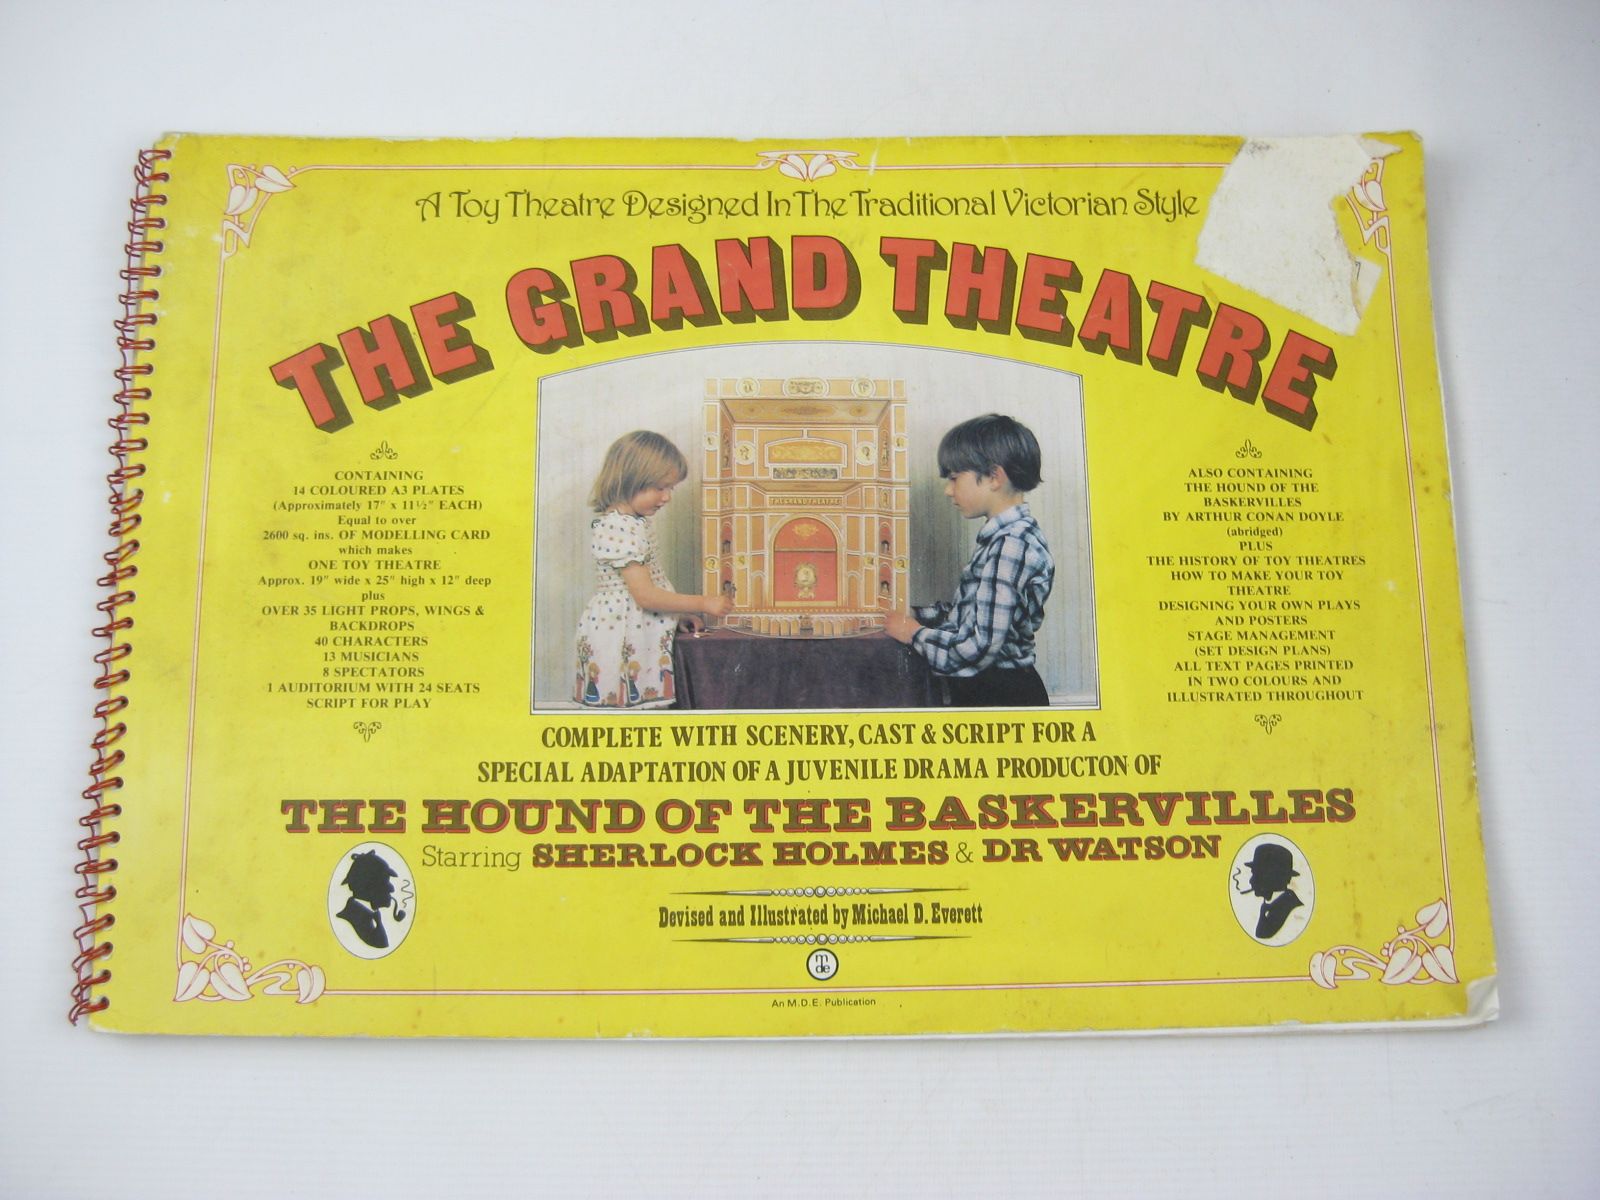 A Toy Theatre Designed In The Traditional Victorian Style
THE GRAND THEATRE
CONTAINING
14 COLOURED A3 PLATES
(Approximately 17" x 11½" EACH)
Equal to over
2600 sq. ins. OF MODELLING CARD
which makes
ONE TOY THEATRE
Approx. 19" wide x 25" high x 12" deep
plus
OVER 35 LIGHT PROPS, WINGS &
BACKDROPS
40 CHARACTERS
13 MUSICIANS
8 SPECTATORS
1 AUDITORIUM WITH 24 SEATS
SCRIPT FOR PLAY
THE GRAND THEATRE
ALSO CONTAINING
THE HOUND OF THE
BASKERVILLES
BY ARTHUR CONAN DOYLE
(abridged)
PLUS
THE HISTORY OF TOY THEATRES
HOW TO MAKE YOUR TOY
THEATRE
DESIGNING YOUR OWN PLAYS
AND POSTERS
STAGE MANAGEMENT
(SET DESIGN PLANS)
ALL TEXT PAGES PRINTED
IN TWO COLOURS AND
ILLUSTRATED THROUGHOUT
COMPLETE WITH SCENERY, CAST & SCRIPT FOR A
SPECIAL ADAPTATION OF A JUVENILE DRAMA PRODUCTON OF
THE HOUND OF THE BASKERVILLES
Starring SHERLOCK HOLMES & DR WATSON
Devised and Illustrated by Michael D. Everett
mde
An M.D.E. Publication